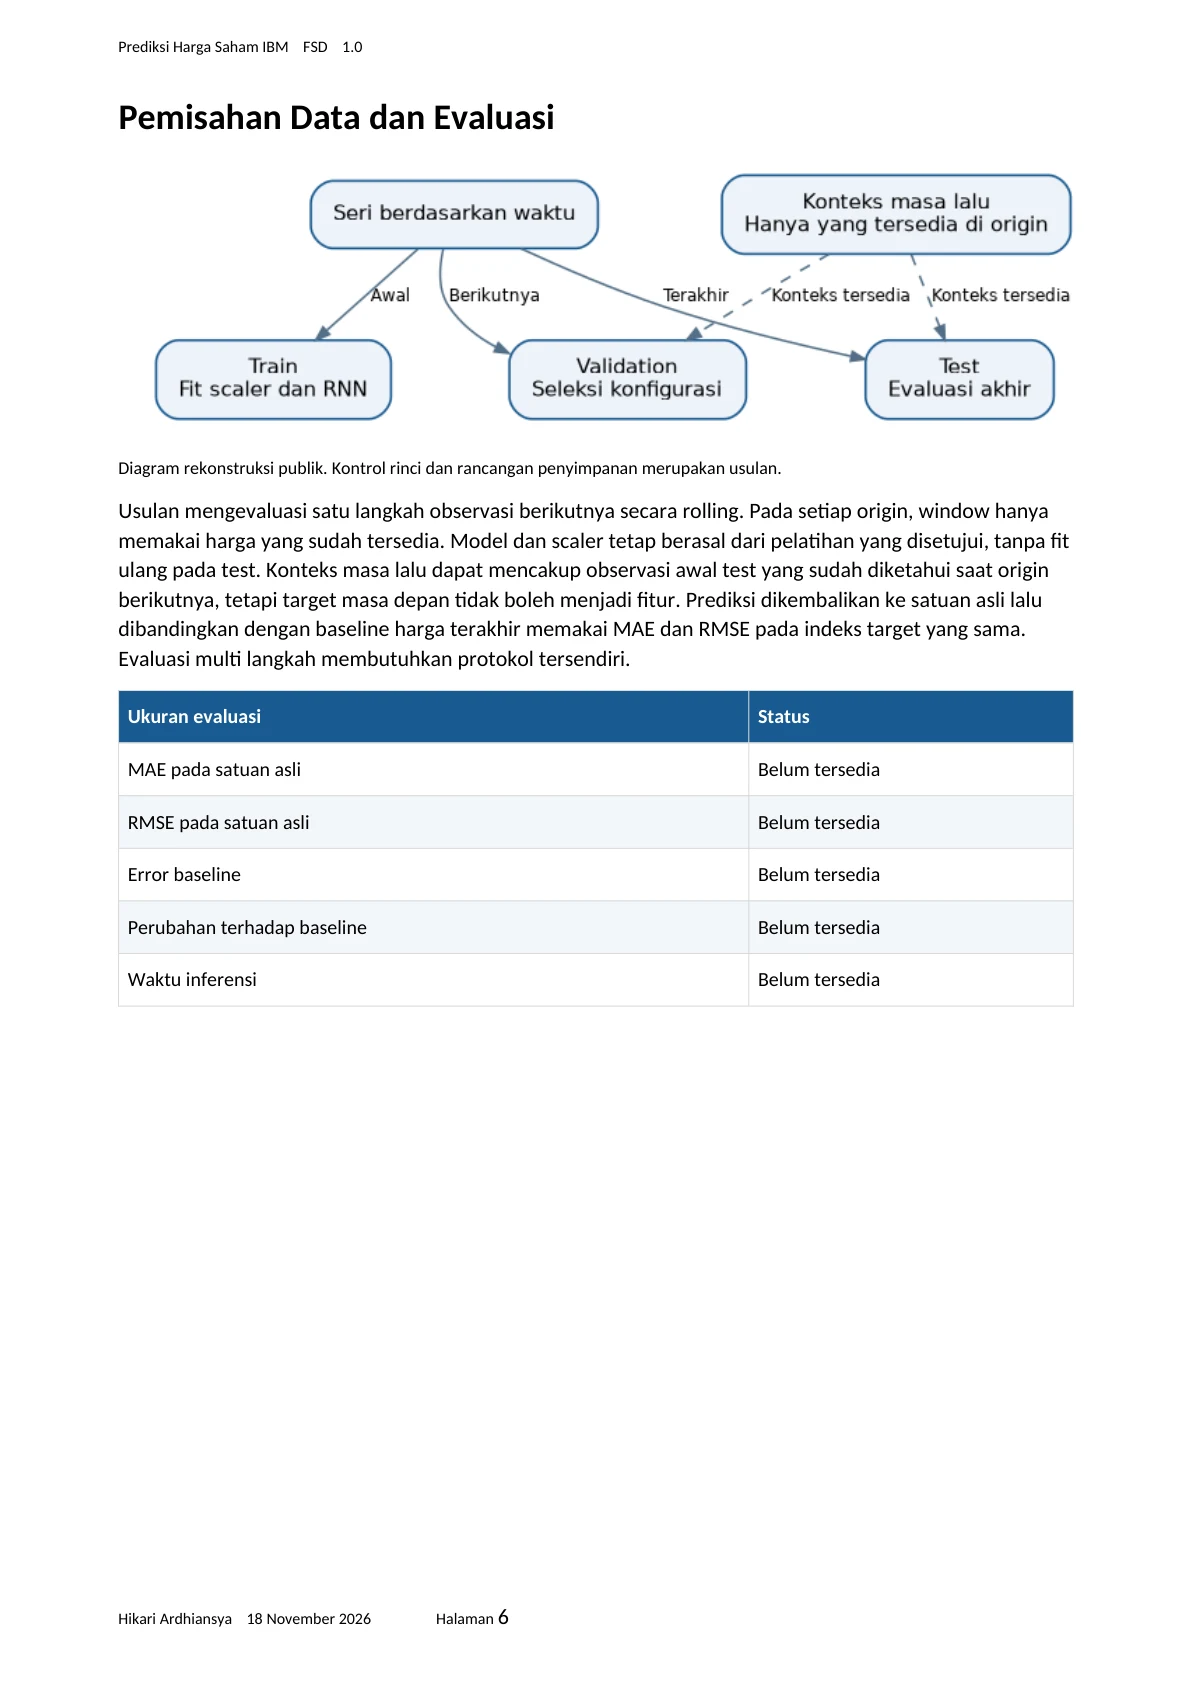 Prediksi Harga Saham IBM FSD 1.0
Pemisahan Data dan Evaluasi
Seri berdasarkan waktu
Konteks masa lalu
Hanya yang tersedia di origin
Awal
Berikutnya
Terakhir
Konteks tersedia
Konteks tersedia
Train
Fit scaler dan RNN
Validation
Seleksi konfigurasi
Test
Evaluasi akhir
Diagram rekonstruksi publik. Kontrol rinci dan rancangan penyimpanan merupakan usulan.
Usulan mengevaluasi satu langkah observasi berikutnya secara rolling. Pada setiap origin, window hanya
memakai harga yang sudah tersedia. Model dan scaler tetap berasal dari pelatihan yang disetujui, tanpa fit
ulang pada test. Konteks masa lalu dapat mencakup observasi awal test yang sudah diketahui saat origin
berikutnya, tetapi target masa depan tidak boleh menjadi fitur. Prediksi dikembalikan ke satuan asli lalu
dibandingkan dengan baseline harga terakhir memakai MAE dan RMSE pada indeks target yang sama.
Evaluasi multi langkah membutuhkan protokol tersendiri.
Ukuran evaluasi Status
MAE pada satuan asli Belum tersedia
RMSE pada satuan asli Belum tersedia
Error baseline Belum tersedia
Perubahan terhadap baseline Belum tersedia
Waktu inferensi Belum tersedia
Hikari Ardhiansya 18 November 2026 Halaman 6